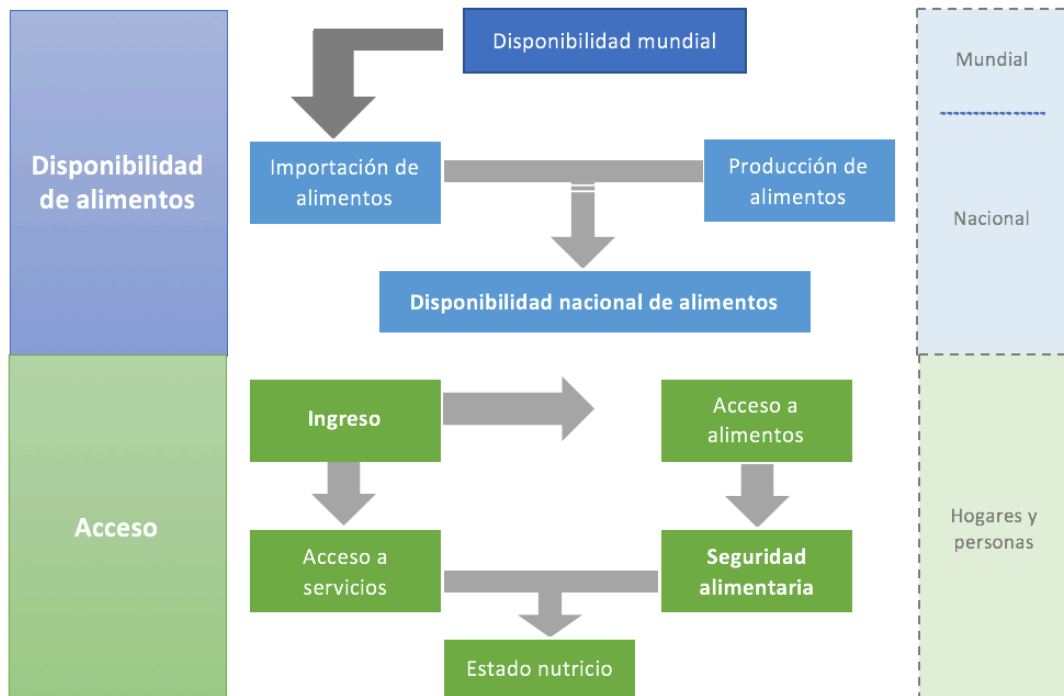 Disponibilidad mundial
Mundial
Disponibilidad
de alimentos
Importación de
alimentos
Producción de
alimentos
Nacional
Disponibilidad nacional de alimentos
Ingreso
Acceso a
alimentos
Acceso
Hogares y
personas
Acceso a
servicios
Seguridad
alimentaria
Estado nutricio